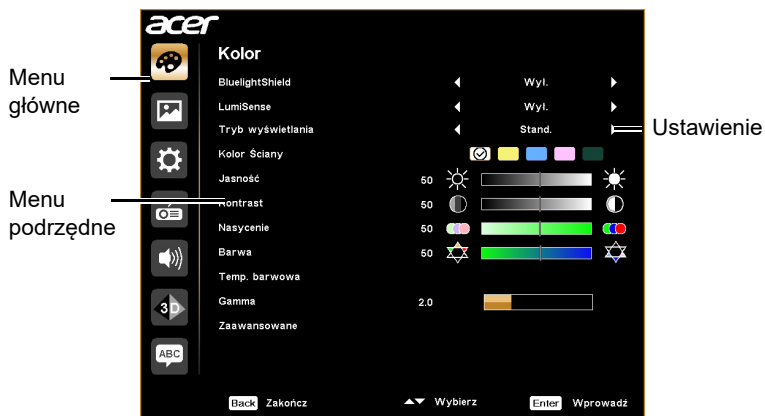 acer
Kolor
Menu
główne
BluelightShield Wył.
LumiSense Wył.
Tryb wyświetlania Stand.
Ustawienie
Kolor Ściany
Jasność 50
Menu
podrzędne
Kontrast 50
Nasycenie 50
Barwa 50
Temp. barwowa
Gamma 2.0
Zaawansowane
3D
ABC
Back Zakończ Wybierz Enter Wprowadź